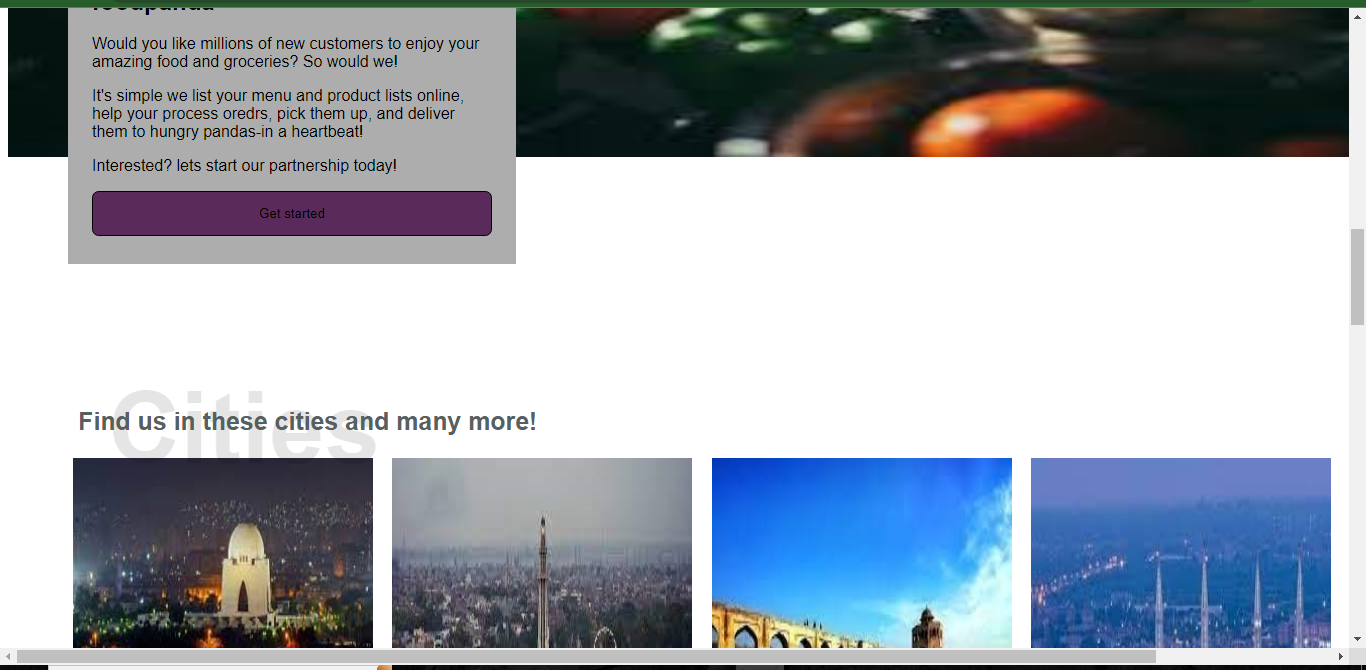 foodpanda
Would you like millions of new customers to enjoy your
amazing food and groceries? So would we!
It's simple we list your menu and product lists online,
help your process oredrs, pick them up, and deliver
them to hungry pandas-in a heartbeat!
Interested? lets start our partnership today!
Get started
Cities
Find us in these cities and many more!